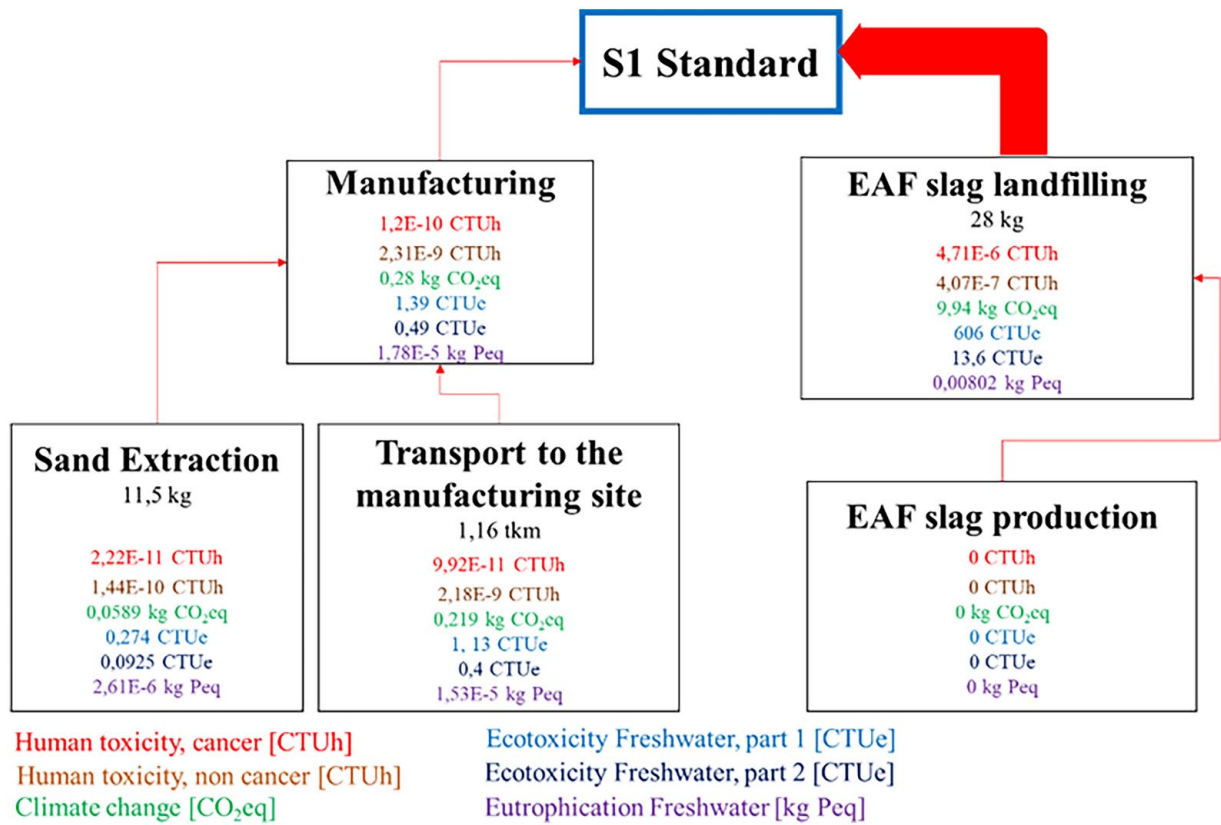 S1 Standard
Manufacturing
1,2E-10 CTUh
2,31E-9 CTUh
0,28 kg CO₂eq
1,39 CTUe
0,49 CTUe
1,78E-5 kg Peq
EAF slag landfilling
28 kg
4,71E-6 CTUh
4,07E-7 CTUh
9,94 kg CO₂eq
606 CTUe
13,6 CTUe
0,00802 kg Peq
Sand Extraction
11,5 kg
2,22E-11 CTUh
1,44E-10 CTUh
0,0589 kg CO₂eq
0,274 CTUe
0,0925 CTUe
2,61E-6 kg Peq
Transport to the
manufacturing site
1,16 tkm
9,92E-11 CTUh
2,18E-9 CTUh
0,219 kg CO₂eq
1, 13 CTUe
0,4 CTUe
1,53E-5 kg Peq
EAF slag production
0 CTUh
0 CTUh
0 kg CO₂eq
0 CTUe
0 CTUe
0 kg Peq
Human toxicity, cancer [CTUh]
Human toxicity, non cancer [CTUh]
Climate change [CO₂eq]
Ecotoxicity Freshwater, part 1 [CTUe]
Ecotoxicity Freshwater, part 2 [CTUe]
Eutrophication Freshwater [kg Peq]